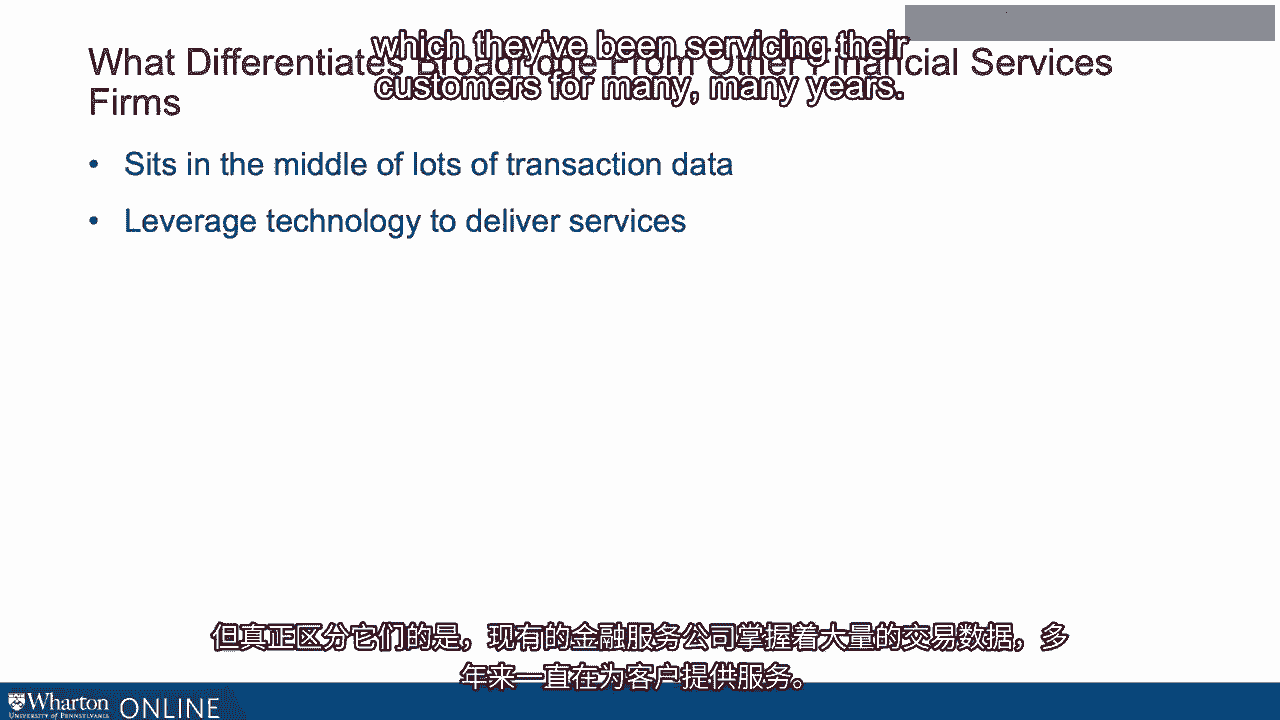 which they've been servicing their
What Differentiates Broadridge From Other Financial Services
customers for many, many years.
Firms
• Sits in the middle of lots of transaction data
• Leverage technology to deliver services
但真正区分它们的是，现有的金融服务公司掌握着大量的交易数据，多
年来一直在为客户提供服务。
Wharton
UNIVERSITY of PENNSYLVANIA
ONLINE